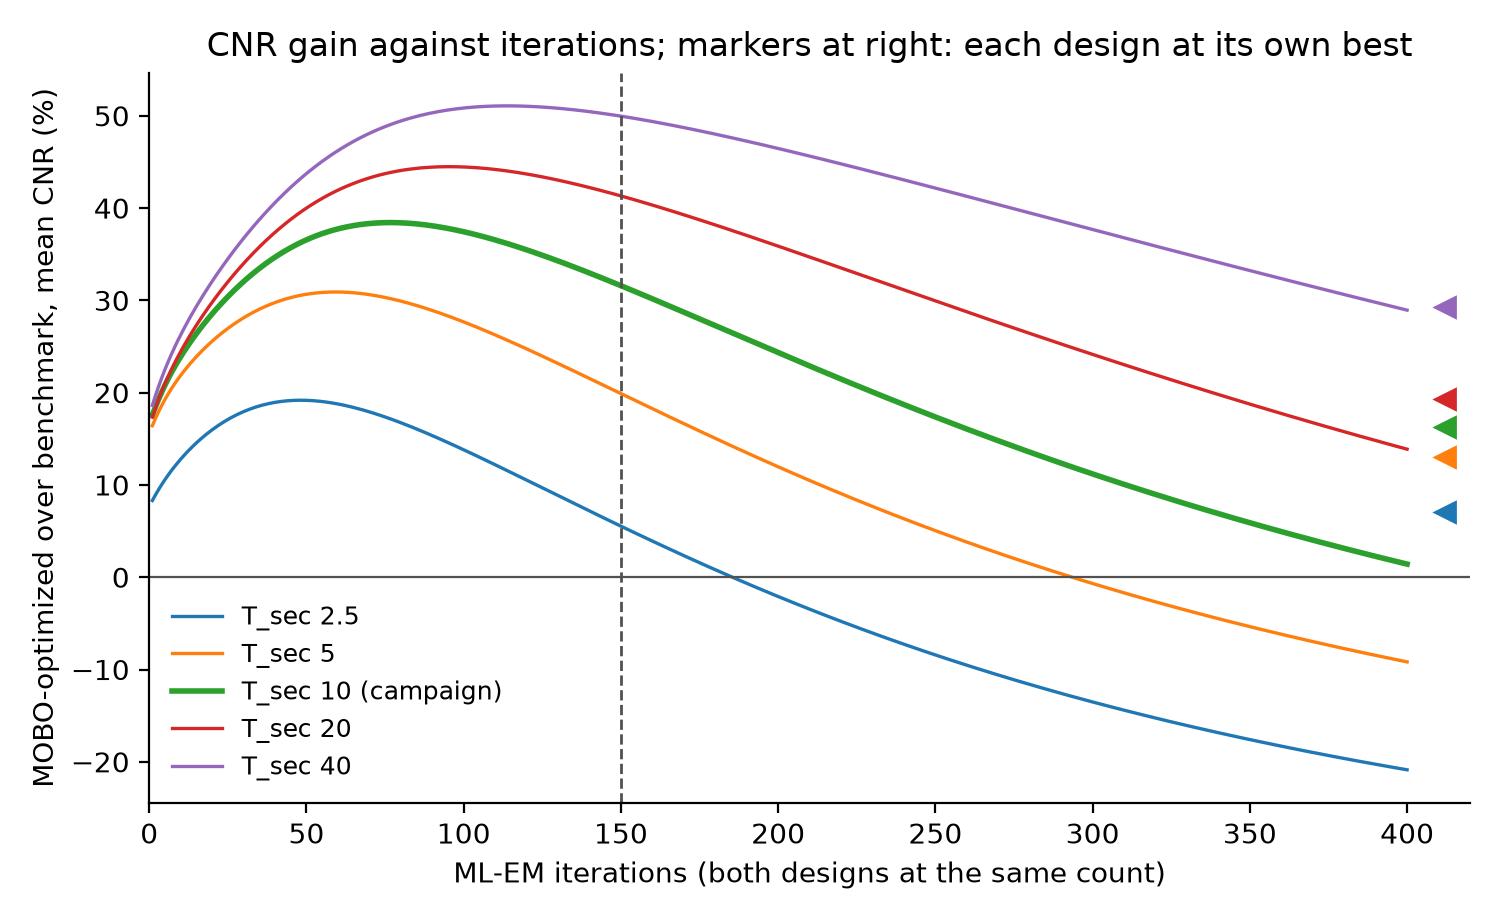 CNR gain against iterations; markers at right: each design at its own best
MOBO-optimized over benchmark, mean CNR (%)
50
40
30
20
10
0
−10
−20
T_sec 2.5
T_sec 5
T_sec 10 (campaign)
T_sec 20
T_sec 40
0 50 100 150 200 250 300 350 400
ML-EM iterations (both designs at the same count)